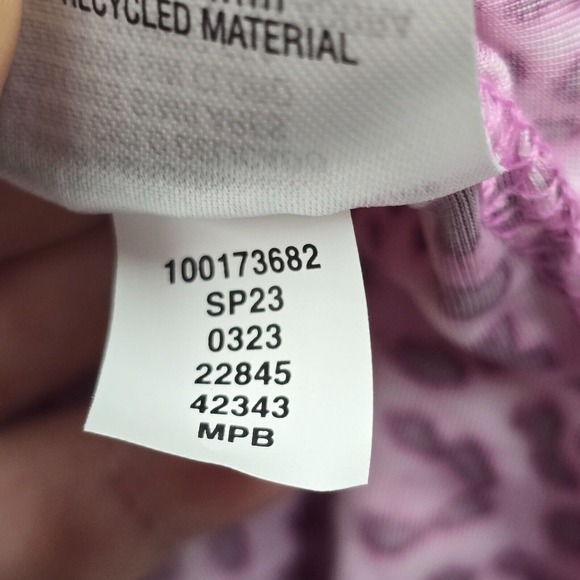 RECYCLED MATERIAL
100173682
SP23
0323
22845
42343
MPB